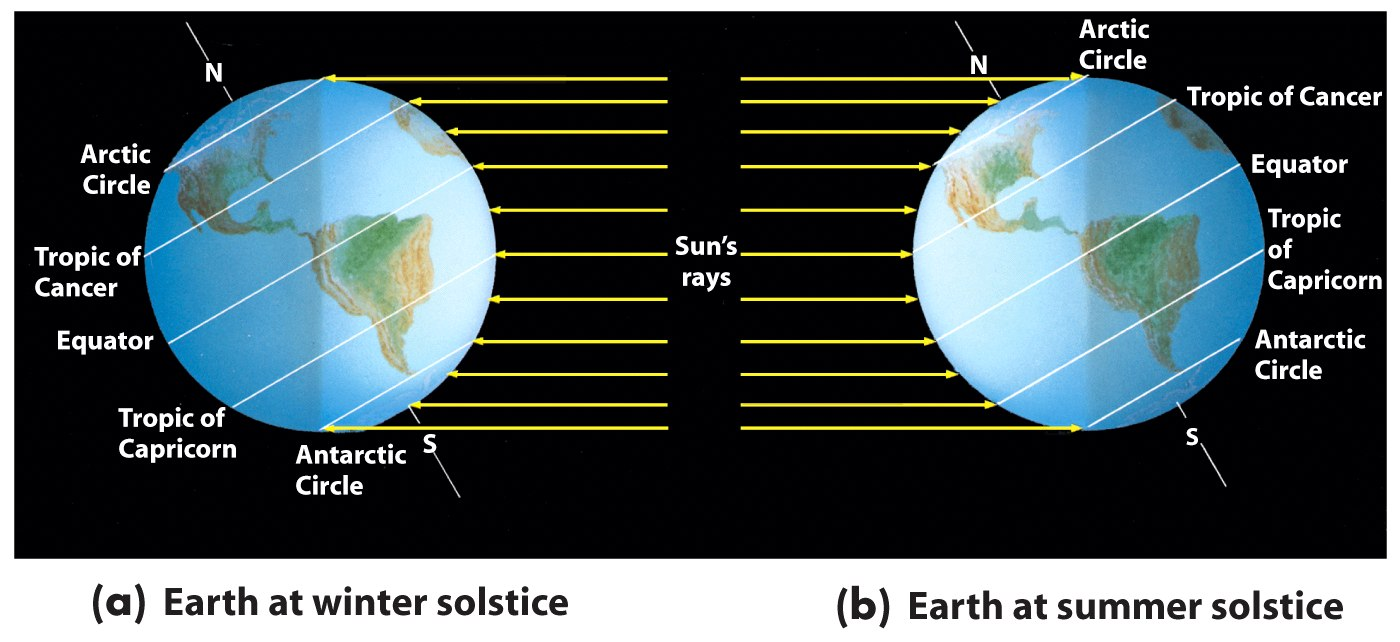 N
Arctic
Circle
Tropic of
Cancer
Equator
Tropic of
Capricorn
Antarctic
Circle
S
Sun's
rays
N
Arctic
Circle
Tropic of Cancer
Equator
Tropic
of
Capricorn
Antarctic
Circle
S
(a) Earth at winter solstice
(b) Earth at summer solstice